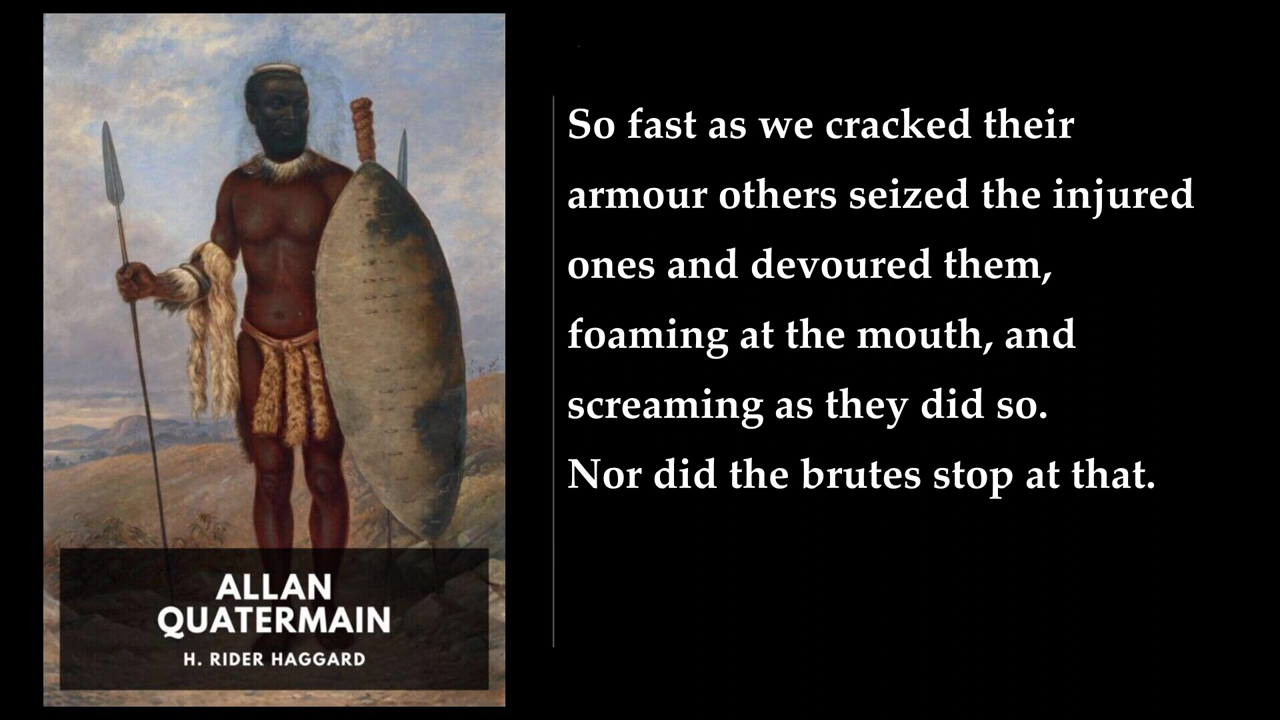 So fast as we cracked their
armour others seized the injured
ones and devoured them,
foaming at the mouth, and
screaming as they did so.
Nor did the brutes stop at that.
ALLAN
QUATERMAIN
H. RIDER HAGGARD